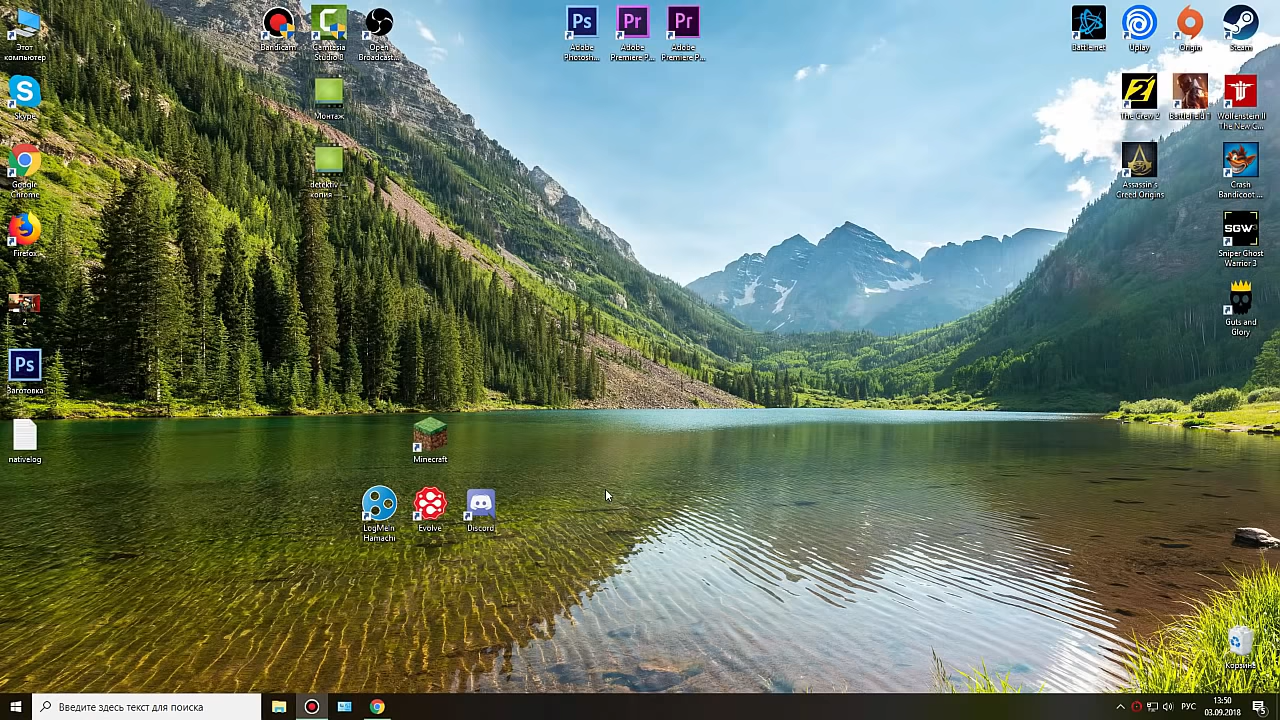 Этот
компьютер
Bandicam
Camtasia
Studio 8
Open
Broadcast...
Adobe
Photosh...
Adobe
Premiere P...
Adobe
Premiere P...
Battle.net
Uplay
Origin
Steam
Skype
Монтаж
The Crew 2
Battlefield 1
Wolfenstein II
The New C...
Google
Chrome
detektiv —
копия —...
Assassin's
Creed Origins
Crash
Bandicoot ...
Firefox
SGW3
Sniper Ghost
Warrior 3
2
Guts and
Glory
Ps
Заготовка
nativelog
Minecraft
LogMeIn
Hamachi
Evolve
Discord
Корзина
Введите здесь текст для поиска
РУС
13:50
03.09.2018